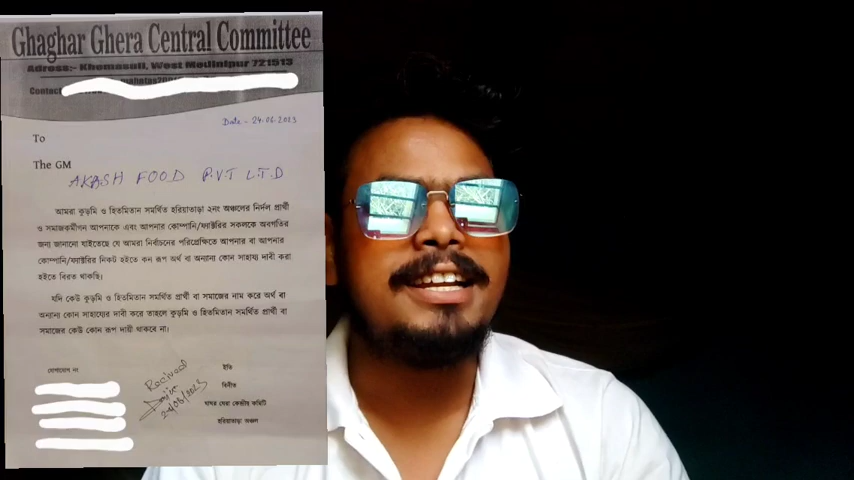 Ghaghar Ghera Central Committee
Adress:- Khemasuli, West Medinipur 721513
Contact
Date - 24.06.2023
To
The GM
AKASH FOOD P.V.T L.T.D
আমরা কুড়মি ও হিতমিতান সমর্থিত হরিয়াতাড়া ২নং অঞ্চলের নির্দল প্রার্থী
ও সমাজকর্মীগন আপনাকে এবং আপনার কোম্পানি/ফ্যাক্টরির সকলকে অবগতির
জন্য জানানো যাইতেছে যে আমরা নির্বাচনের পরিপ্রেক্ষিতে আপনার বা আপনার
কোম্পানি/ফ্যাক্টরির নিকট হইতে কন রূপ অর্থ বা অন্যান্য কোন সাহায্য দাবী করা
হইতে বিরত থাকছি।
যদি কেউ কুড়মি ও হিতমিতান সমর্থিত প্রার্থী বা সমাজের নাম করে অর্থ বা
অন্যান্য কোন সাহায্যের দাবী করে তাহলে কুড়মি ও হিতমিতান সমর্থিত প্রার্থী বা
সমাজের কেউ কোন রূপ দায়ী থাকবে না।
যোগাযোগ নং
ইতি
Recived
বিনীত
24/06/2023
ঘাঘর ঘেরা কেন্দ্রীয় কমিটি
হরিয়াতাড়া অঞ্চল